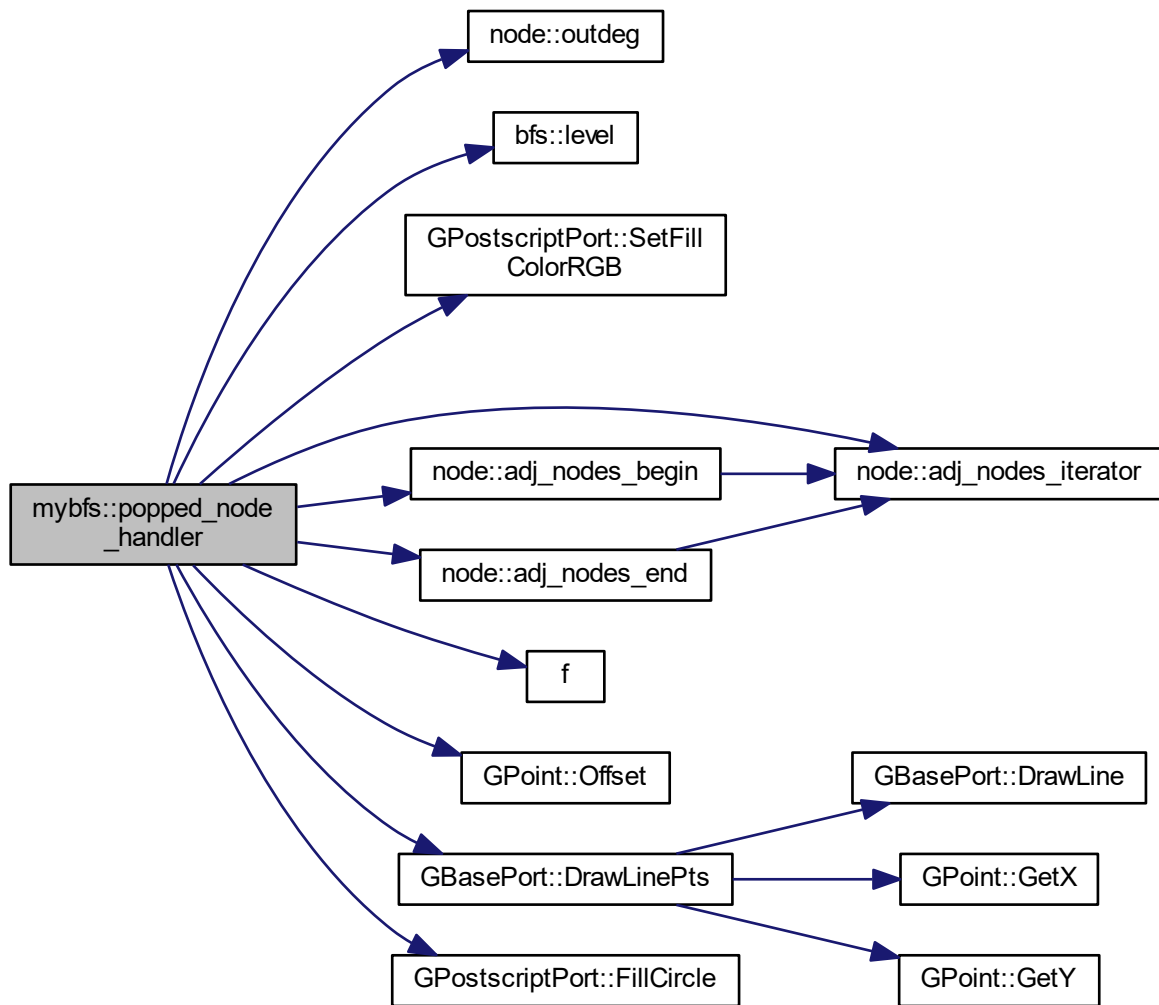 node::outdeg
bfs::level
GPostscriptPort::SetFill
ColorRGB
node::adj_nodes_begin
node::adj_nodes_iterator
mybfs::popped_node
_handler
node::adj_nodes_end
f
GPoint::Offset
GBasePort::DrawLine
GBasePort::DrawLinePts
GPoint::GetX
GPostscriptPort::FillCircle
GPoint::GetY